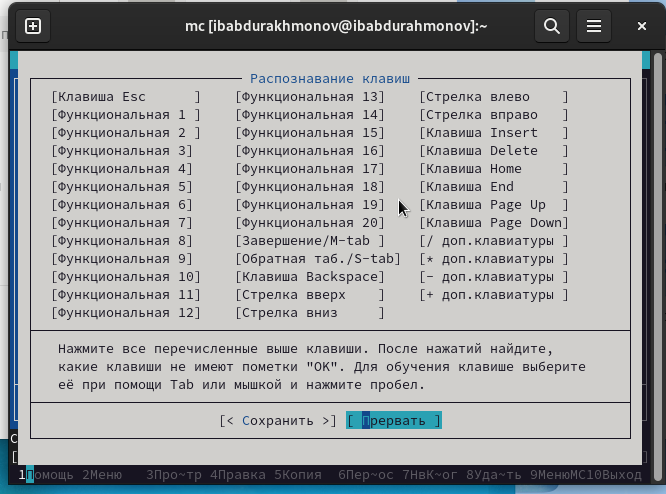 mc [ibabdurakhmonov@ibabdurahmonov]:~
Распознавание клавиш
[Клавиша Esc ] [Функциональная 13] [Стрелка влево ]
[Функциональная 1 ] [Функциональная 14] [Стрелка вправо ]
[Функциональная 2 ] [Функциональная 15] [Клавиша Insert ]
[Функциональная 3] [Функциональная 16] [Клавиша Delete ]
[Функциональная 4] [Функциональная 17] [Клавиша Home ]
[Функциональная 5] [Функциональная 18] [Клавиша End ]
[Функциональная 6] [Функциональная 19] [Клавиша Page Up ]
[Функциональная 7] [Функциональная 20] [Клавиша Page Down]
[Функциональная 8] [Завершение/M-tab ] [/ доп.клавиатуры ]
[Функциональная 9] [Обратная таб./S-tab] [* доп.клавиатуры ]
[Функциональная 10] [Клавиша Backspace] [- доп.клавиатуры ]
[Функциональная 11] [Стрелка вверх ] [+ доп.клавиатуры ]
[Функциональная 12] [Стрелка вниз ]
Нажмите все перечисленные выше клавиши. После нажатий найдите,
какие клавиши не имеют пометки "OK". Для обучения клавише выберите
её при помощи Tab или мышкой и нажмите пробел.
[< Сохранить >] [ Прервать ]
1Помощь 2Меню 3Про~тр 4Правка 5Копия 6Пер~ос 7НвК~ог 8Уда~ть 9МенюMC10Выход